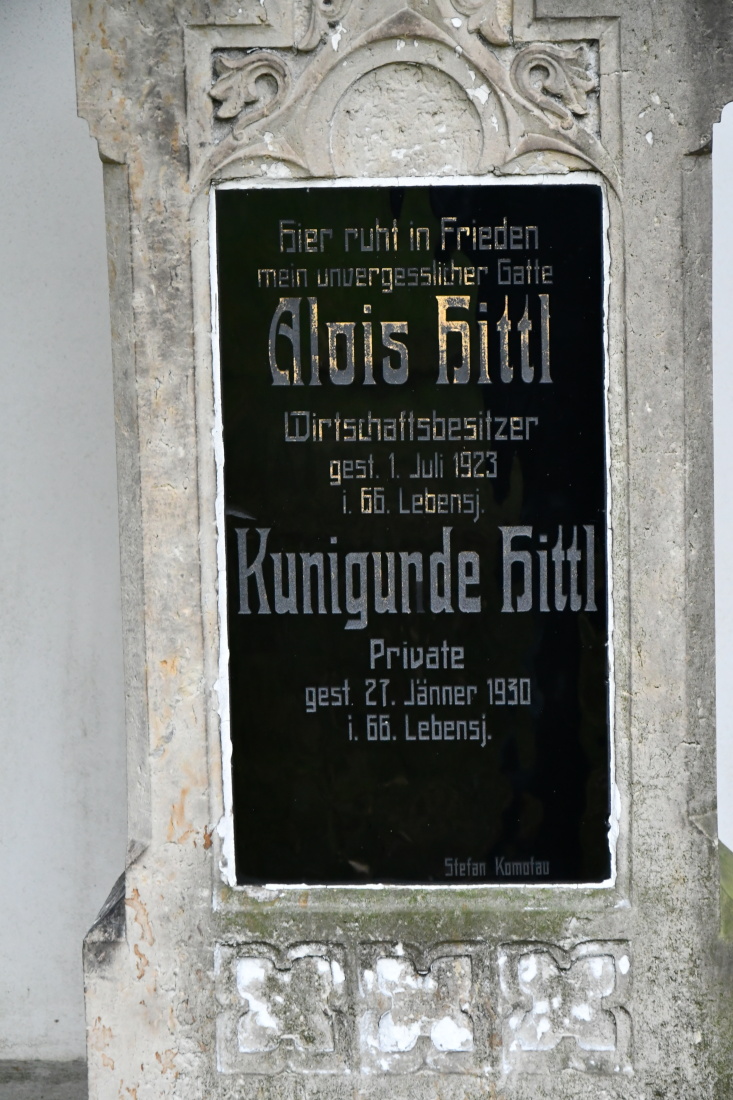 Hier ruht in Frieden
mein unvergesslicher Gatte
Alois Hittl
Wirtschaftsbesitzer
gest. 1. Juli 1923
i. 66. Lebensj.
Kunigurde Hittl
Private
gest. 27. Jänner 1930
i. 66. Lebensj.
Stefan Komotau